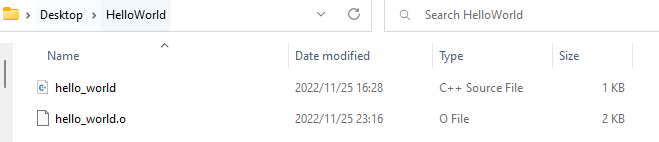 Desktop > HelloWorld
Search HelloWorld
Name Date modified Type Size
hello_world 2022/11/25 16:28 C++ Source File 1 KB
hello_world.o 2022/11/25 23:16 O File 2 KB